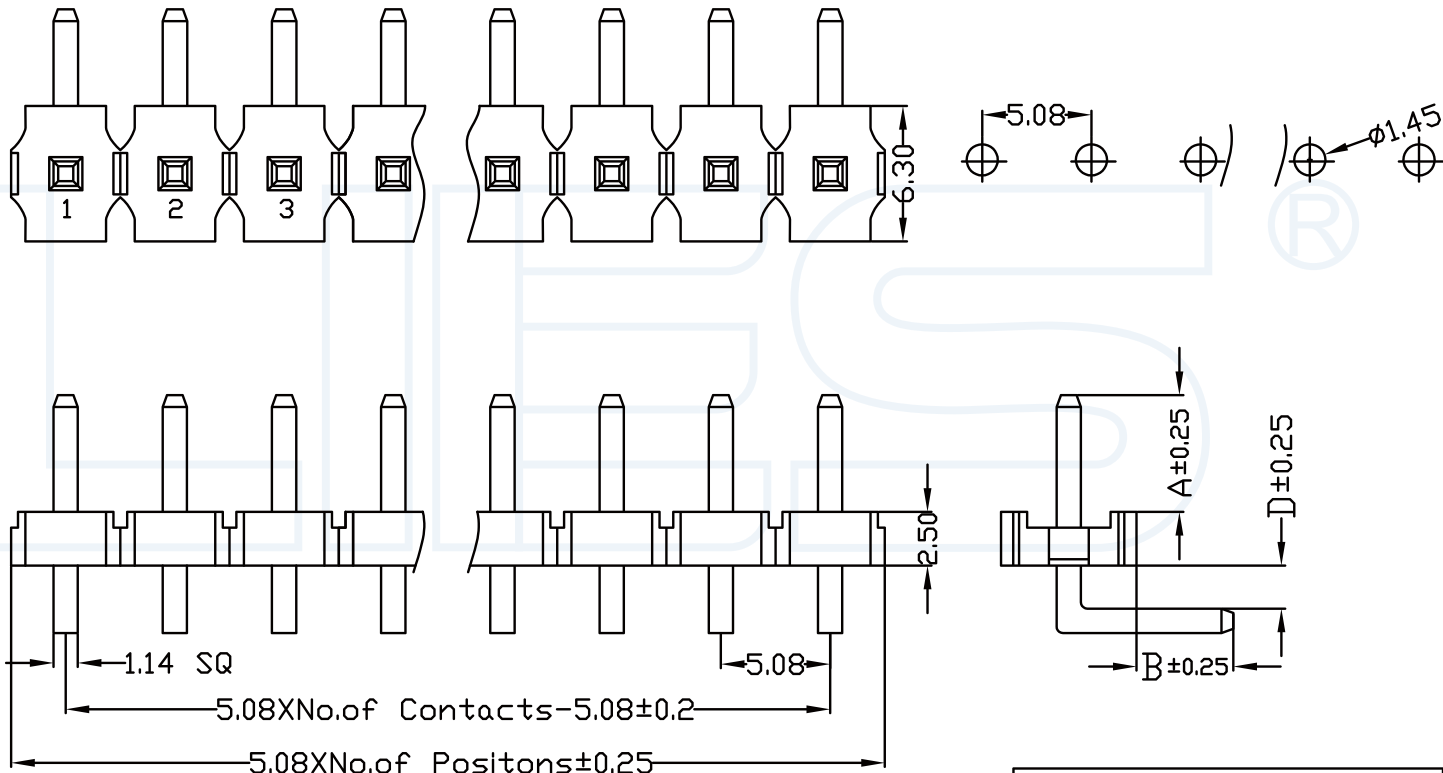 5.08
ø1.45
6.30
1 2 3
LIES ®
A±0.25
D±0.25
2.50
1.14 SQ
5.08
B±0.25
5.08XNo.of Contacts-5.08±0.2
5.08XNo.of Positons±0.25